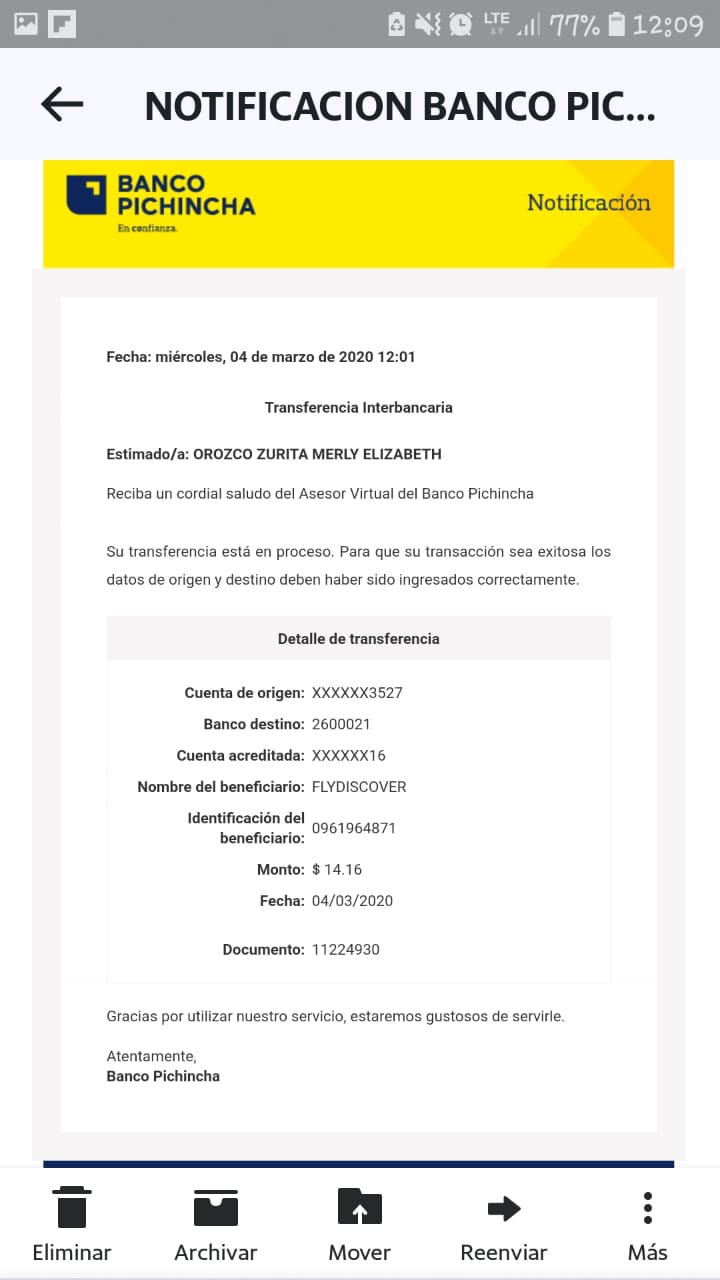 LTE 77% 12:09
NOTIFICACION BANCO PIC...
BANCO
PICHINCHA
En confianza.
Notificación
Fecha: miércoles, 04 de marzo de 2020 12:01
Transferencia Interbancaria
Estimado/a: OROZCO ZURITA MERLY ELIZABETH
Reciba un cordial saludo del Asesor Virtual del Banco Pichincha
Su transferencia está en proceso. Para que su transacción sea exitosa los
datos de origen y destino deben haber sido ingresados correctamente.
Detalle de transferencia
Cuenta de origen: XXXXXX3527
Banco destino: 2600021
Cuenta acreditada: XXXXXX16
Nombre del beneficiario: FLYDISCOVER
Identificación del
beneficiario: 0961964871
Monto: $ 14.16
Fecha: 04/03/2020
Documento: 11224930
Gracias por utilizar nuestro servicio, estaremos gustosos de servirle.
Atentamente,
Banco Pichincha
Eliminar Archivar Mover Reenviar Más